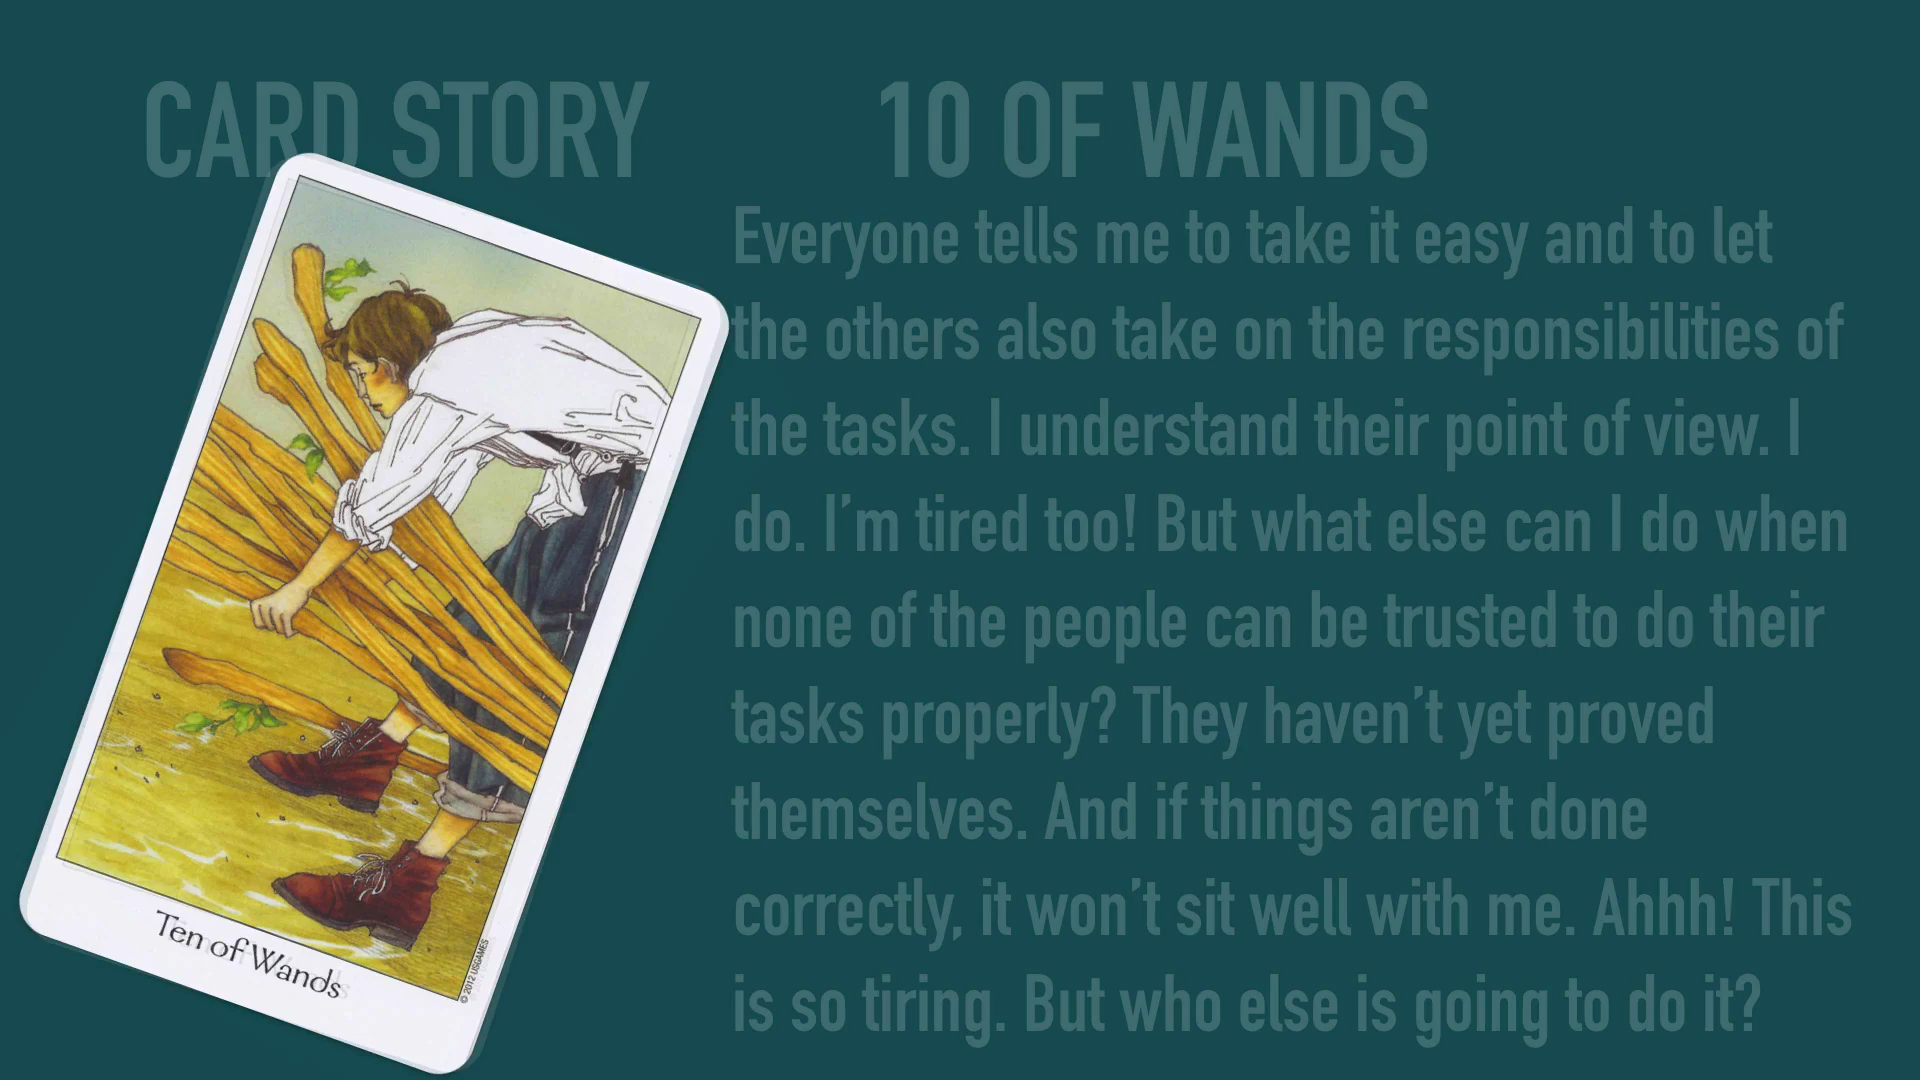 CARD STORY
10 OF WANDS
Everyone tells me to take it easy and to let
the others also take on the responsibilities of
the tasks. I understand their point of view. I
do. I'm tired too! But what else can I do when
none of the people can be trusted to do their
tasks properly? They haven't yet proved
themselves. And if things aren't done
correctly, it won't sit well with me. Ahhh! This
is so tiring. But who else is going to do it?
Ten of Wands
© 2012 USGAMES